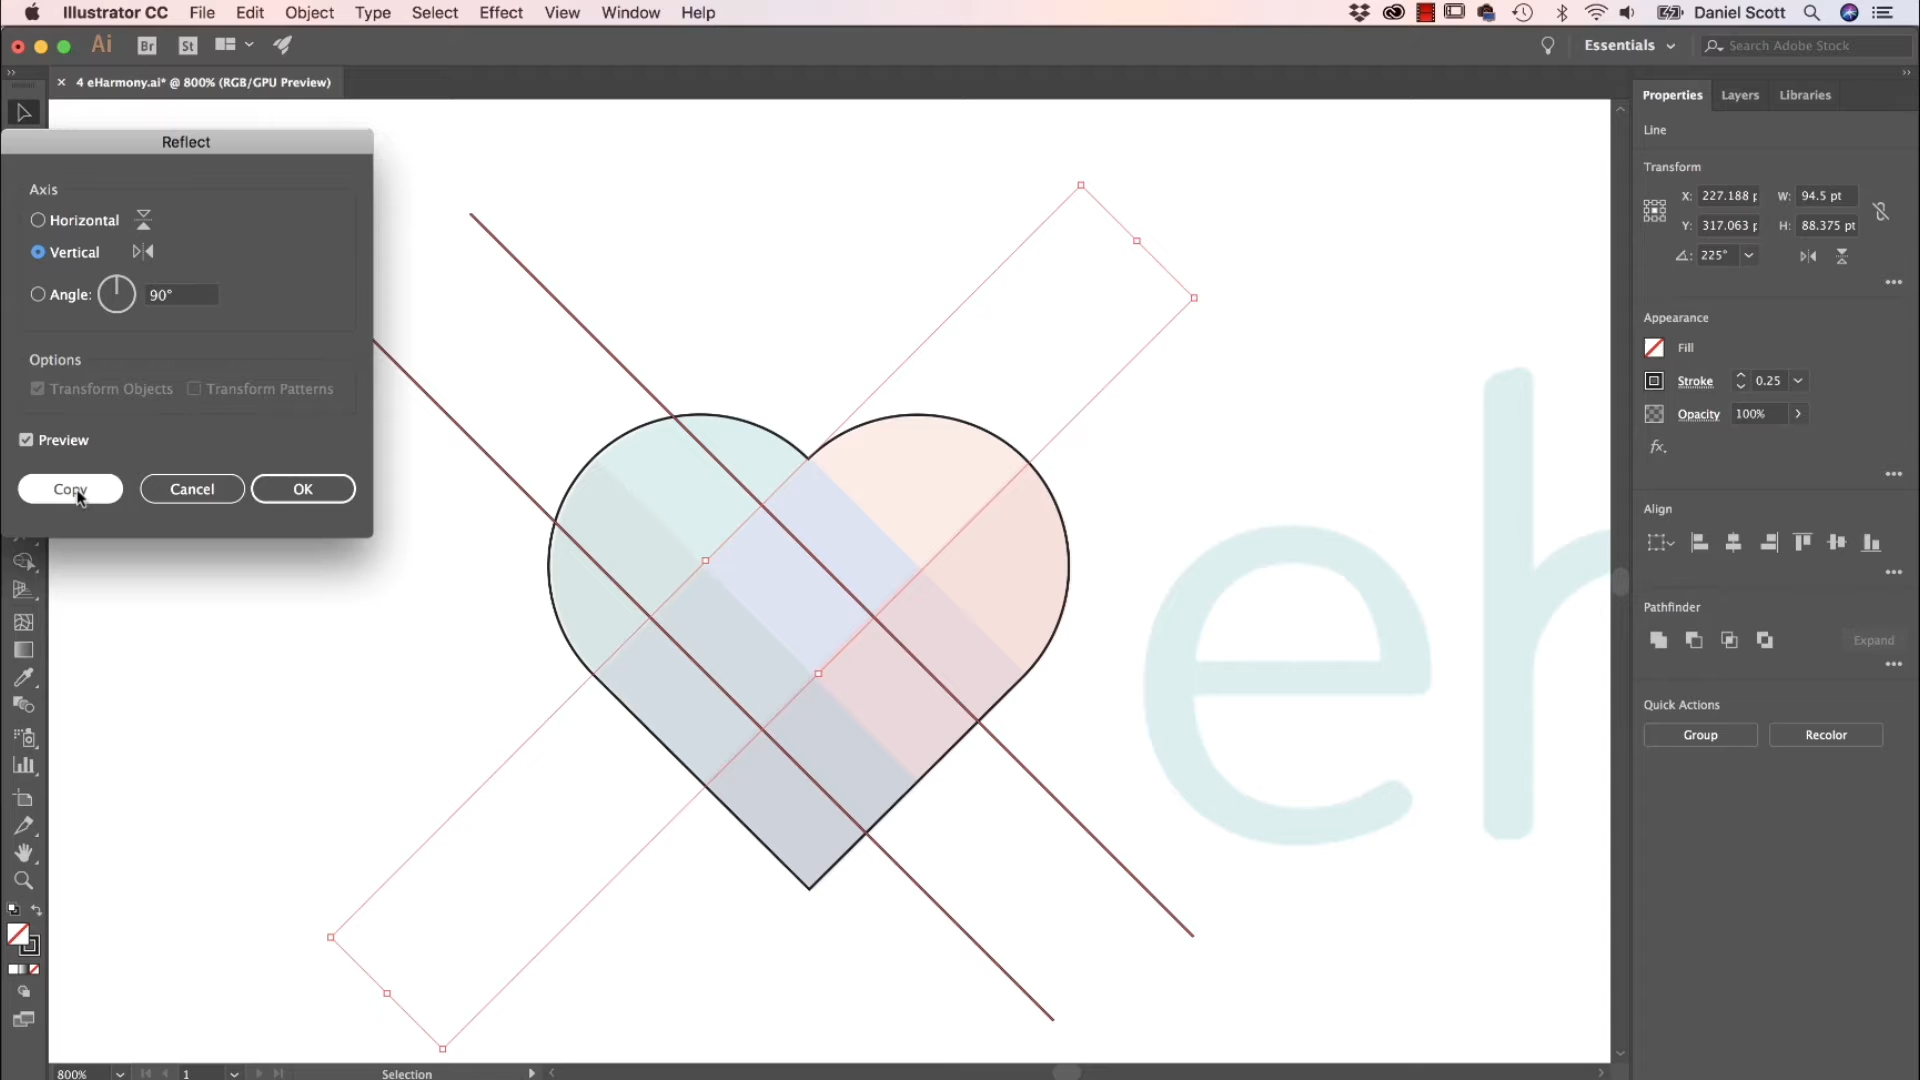 Illustrator CC File Edit Object Type Select Effect View Window Help Daniel Scott
Ai Br St Essentials Search Adobe Stock
4 eHarmony.ai* @ 800% (RGB/GPU Preview)
Properties Layers Libraries
Reflect
Axis
Horizontal
Vertical
Angle: 90°
Options
Transform Objects Transform Patterns
Preview
Copy Cancel OK
eh
Line
Transform
X: 227.188 p W: 94.5 pt
Y: 317.063 p H: 88.375 pt
225°
Appearance
Fill
Stroke 0.25
Opacity 100%
fx.
Align
Pathfinder
Expand
Quick Actions
Group Recolor
800% 1 Selection